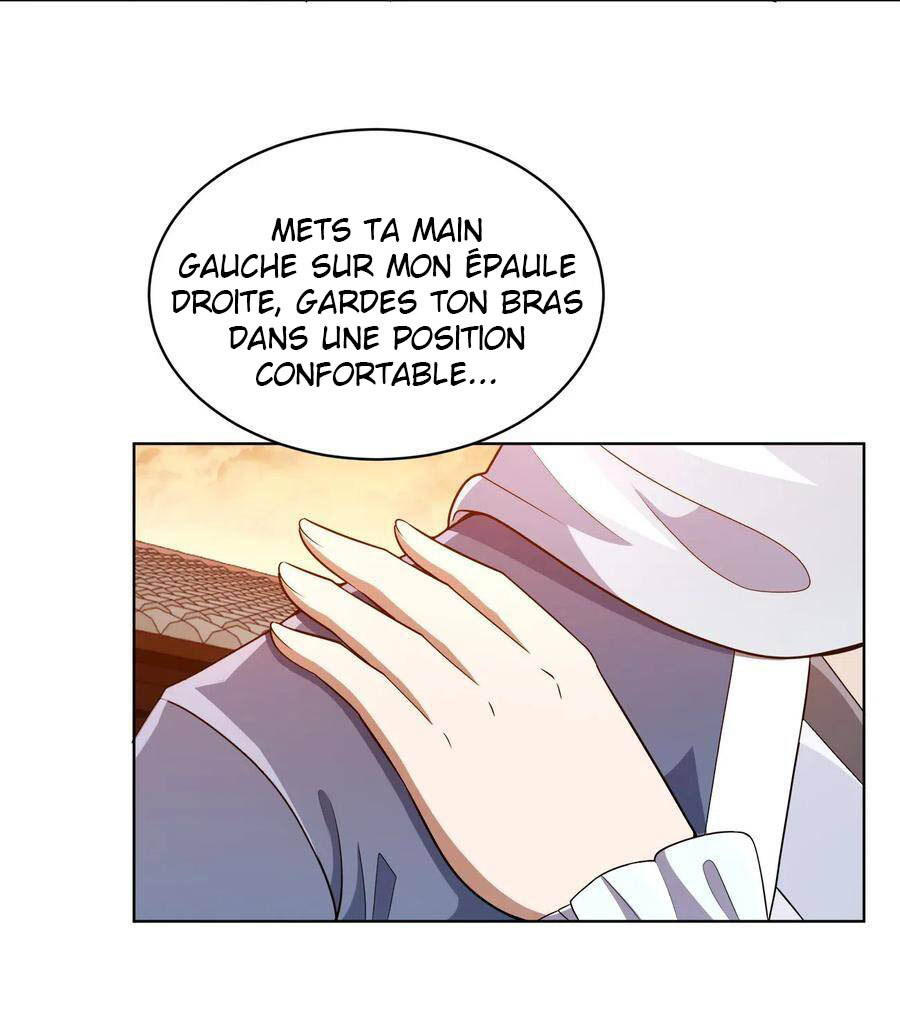 METS TA MAIN
GAUCHE SUR MON ÉPAULE
DROITE, GARDES TON BRAS
DANS UNE POSITION
CONFORTABLE...